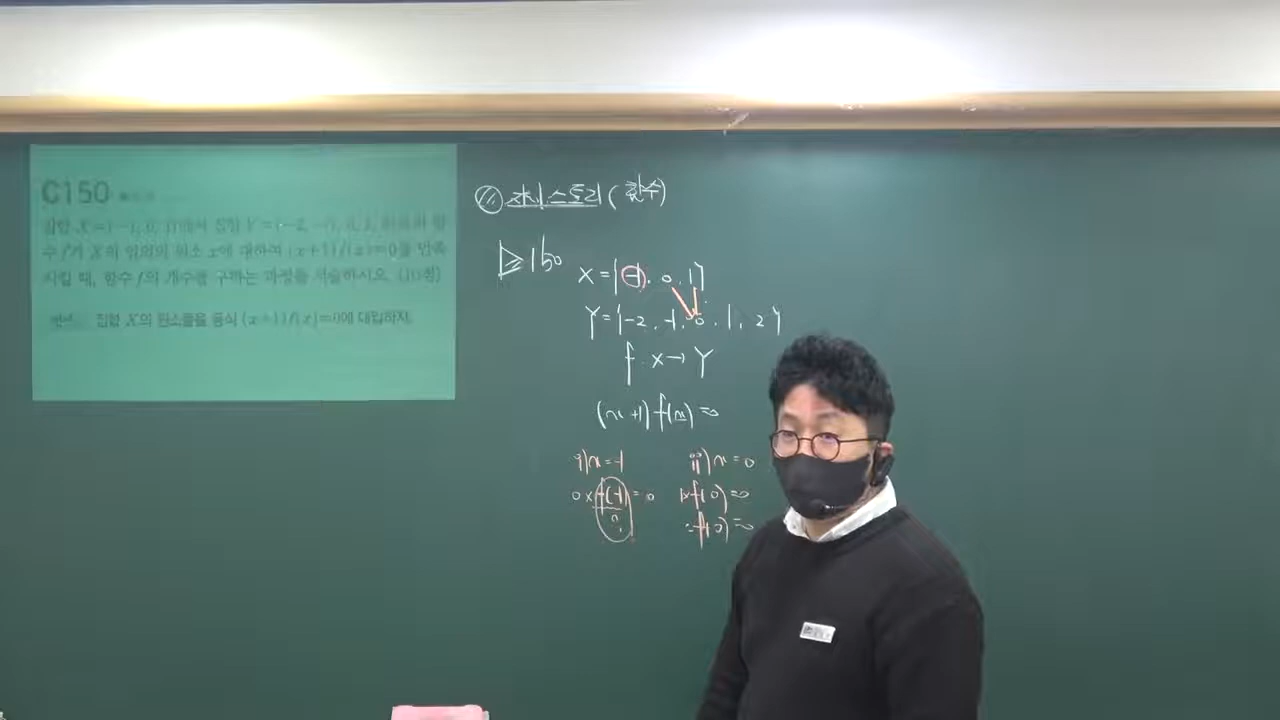 C150
집합 X={-1, 0, 1}에서 집합 Y={-2, -1, 0, 1, 2}로의 함
수 f가 X의 임의의 원소 x에 대하여 (x+1)f(x)=0을 만족
시킬 때, 함수 f의 개수를 구하는 과정을 서술하시오. (10점)
집합 X의 원소들을 등식 (x+1)f(x)=0에 대입하자.
자이스토리 (함수)
150
X={-1, 0, 1}
Y={-2, -1, 0, 1, 2}
f: X→Y
(x+1)f(x)=0
i) x=-1
0×f(-1)=0
ii) x=0
1×f(0)=0
∴f(0)=0